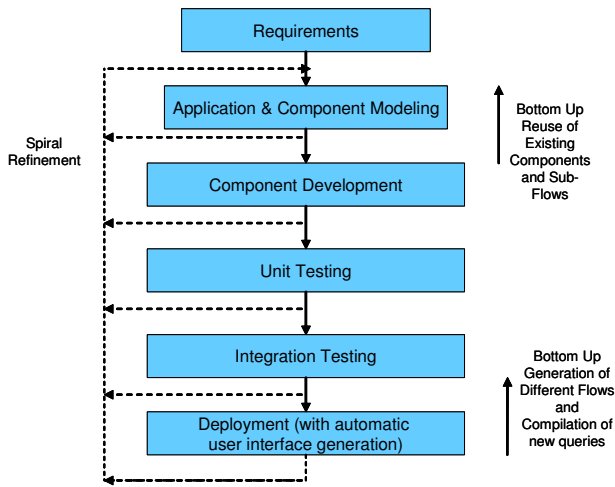 Requirements
Application & Component Modeling
Spiral
Refinement
Bottom Up
Reuse of
Existing
Components
and Sub-
Flows
Component Development
Unit Testing
Integration Testing
Bottom Up
Generation of
Different Flows
and
Compilation of
new queries
Deployment (with automatic
user interface generation)